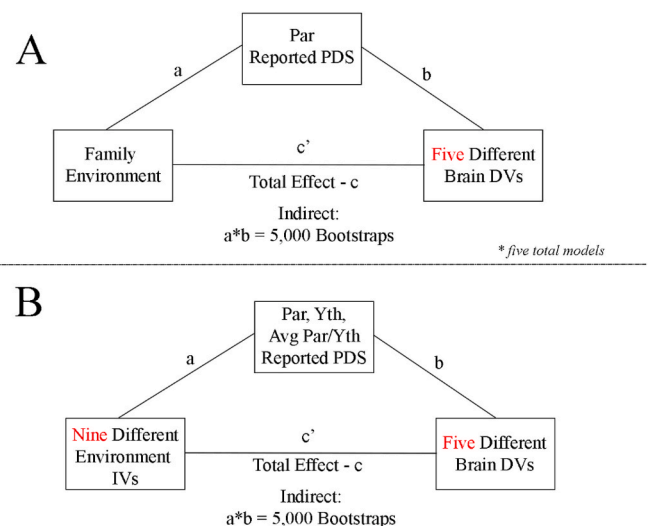 A
Par
Reported PDS
a
b
Family
Environment
c'
Total Effect - c
Five Different
Brain DVs
Indirect:
a*b = 5,000 Bootstraps
* five total models
B
Par, Yth,
Avg Par/Yth
Reported PDS
a
b
Nine Different
Environment
IVs
c'
Total Effect - c
Five Different
Brain DVs
Indirect:
a*b = 5,000 Bootstraps